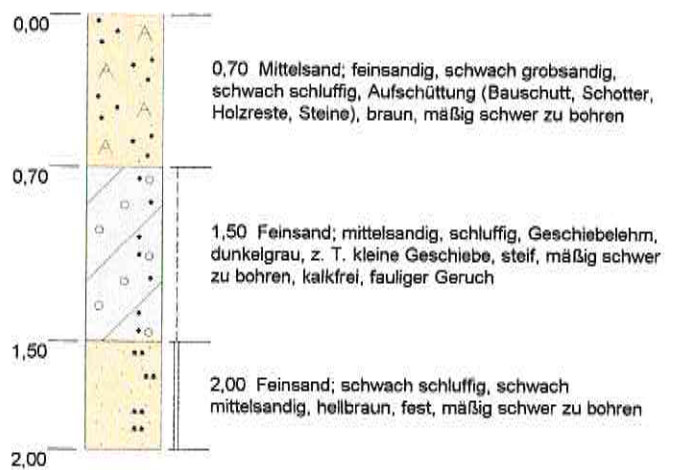 0,00
0,70 Mittelsand; feinsandig, schwach grobsandig,
schwach schluffig, Aufschüttung (Bauschutt, Schotter,
Holzreste, Steine), braun, mäßig schwer zu bohren
0,70
1,50 Feinsand; mittelsandig, schluffig, Geschiebelehm,
dunkelgrau, z. T. kleine Geschiebe, steif, mäßig schwer
zu bohren, kalkfrei, fauliger Geruch
1,50
2,00 Feinsand; schwach schluffig, schwach
mittelsandig, hellbraun, fest, mäßig schwer zu bohren
2,00